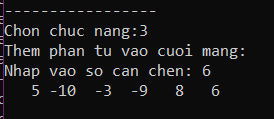 -----------------
Chon chuc nang:3
Them phan tu vao cuoi mang:
Nhap vao so can chen: 6
   5 -10  -3  -9   8   6